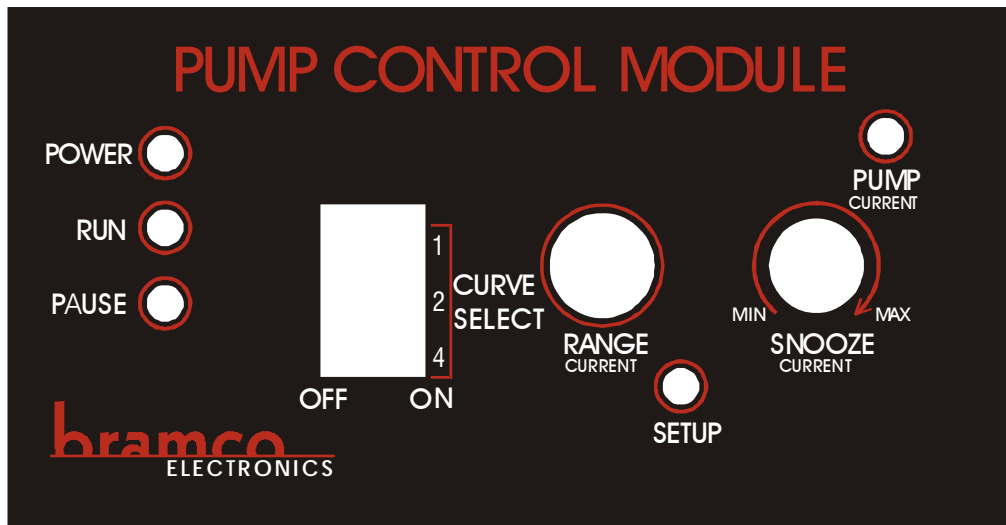 PUMP CONTROL MODULE
POWER
RUN
PAUSE
1
2
4
CURVE
SELECT
OFF ON
RANGE
CURRENT
SETUP
PUMP
CURRENT
MIN MAX
SNOOZE
CURRENT
bramco
ELECTRONICS